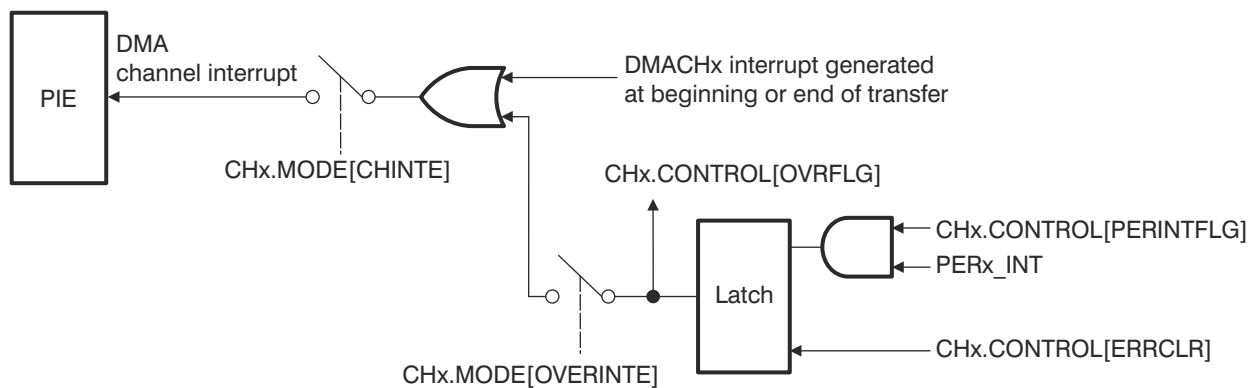 PIE
DMA
channel interrupt
DMACHx interrupt generated
at beginning or end of transfer
CHx.MODE[CHINTE]
CHx.CONTROL[OVRFLG]
CHx.CONTROL[PERINTFLG]
PERx_INT
Latch
CHx.CONTROL[ERRCLR]
CHx.MODE[OVERINTE]